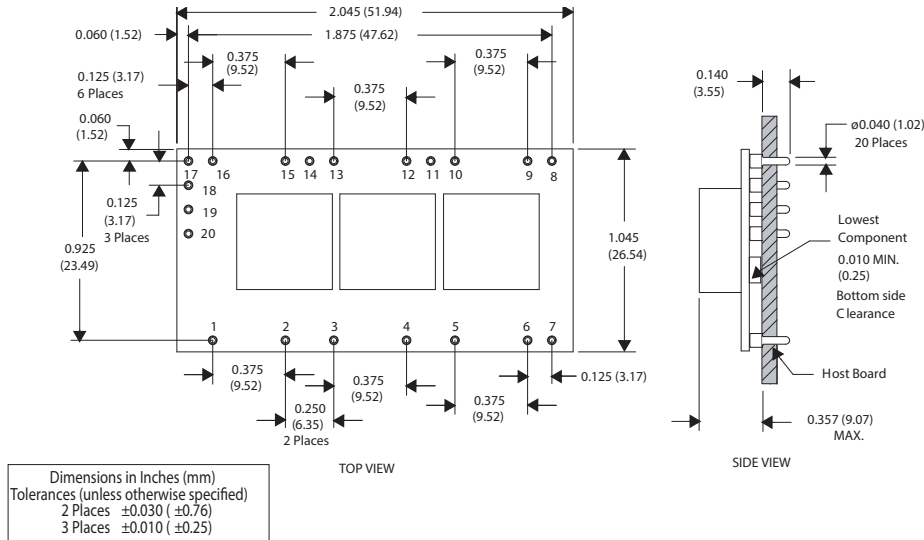 2.045 (51.94)
0.060 (1.52)
1.875 (47.62)
0.375
(9.52)
0.375
(9.52)
0.125 (3.17)
6 Places
0.375
(9.52)
0.140
(3.55)
0.060
(1.52)
ø0.040 (1.02)
20 Places
17 16 15 14 13 12 11 10 9 8
18
19
20
0.125
(3.17)
3 Places
0.925
(23.49)
1.045
(26.54)
Lowest
Component
0.010 MIN.
(0.25)
Bottom side
C learance
1 2 3 4 5 6 7
0.375
(9.52)
0.375
(9.52)
0.375
(9.52)
0.125 (3.17)
0.250
(6.35)
2 Places
Host Board
0.357 (9.07)
MAX.
TOP VIEW
SIDE VIEW
Dimensions in Inches (mm)
Tolerances (unless otherwise specified)
2 Places ±0.030 ( ±0.76)
3 Places ±0.010 ( ±0.25)